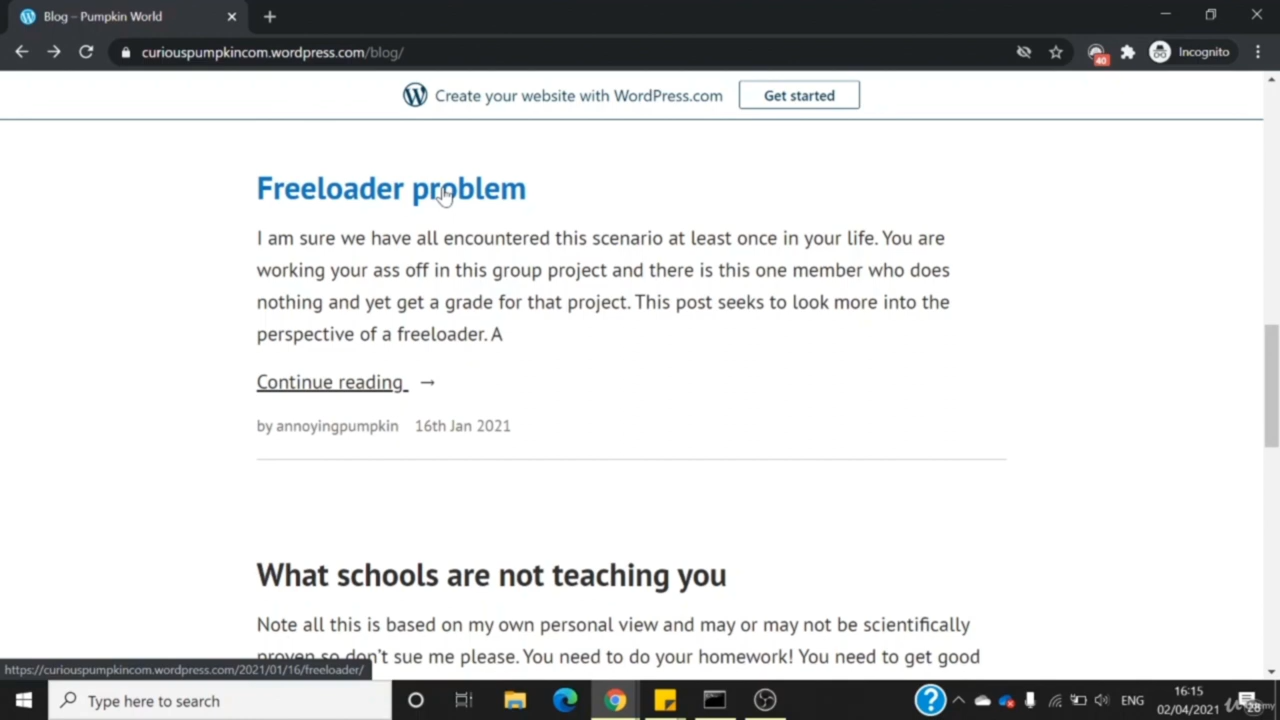 Blog – Pumpkin World
curiouspumpkincom.wordpress.com/blog/
40
Incognito
Create your website with WordPress.com
Get started
Freeloader problem
I am sure we have all encountered this scenario at least once in your life. You are
working your ass off in this group project and there is this one member who does
nothing and yet get a grade for that project. This post seeks to look more into the
perspective of a freeloader. A
Continue reading →
by annoyingpumpkin 16th Jan 2021
What schools are not teaching you
Note all this is based on my own personal view and may or may not be scientifically
proven so don't sue me please. You need to do your homework! You need to get good
https://curiouspumpkincom.wordpress.com/2021/01/16/freeloader/
Type here to search
ENG
16:15
02/04/2021
28